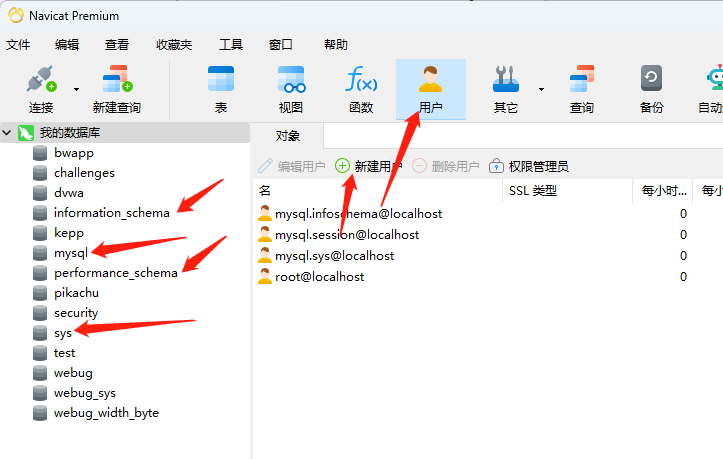 Navicat Premium
文件 编辑 查看 收藏夹 工具 窗口 帮助
连接 新建查询 表 视图 f(x) 函数 用户 其它 查询 备份 自动
我的数据库 对象
bwapp
challenges
dvwa
information_schema
kepp
mysql
performance_schema
pikachu
security
sys
test
webug
webug_sys
webug_width_byte
编辑用户 新建用户 删除用户 权限管理员
名 SSL 类型 每小时... 每小
mysql.infoschema@localhost 0
mysql.session@localhost 0
mysql.sys@localhost 0
root@localhost 0